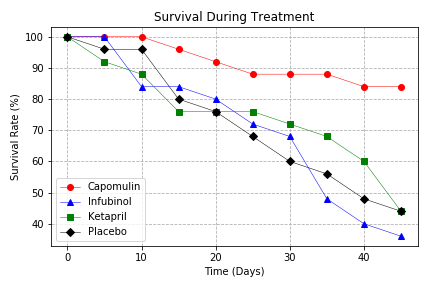 Survival During Treatment
Survival Rate (%)
100
90
80
70
60
50
40
Capomulin
Infubinol
Ketapril
Placebo
0 10 20 30 40
Time (Days)